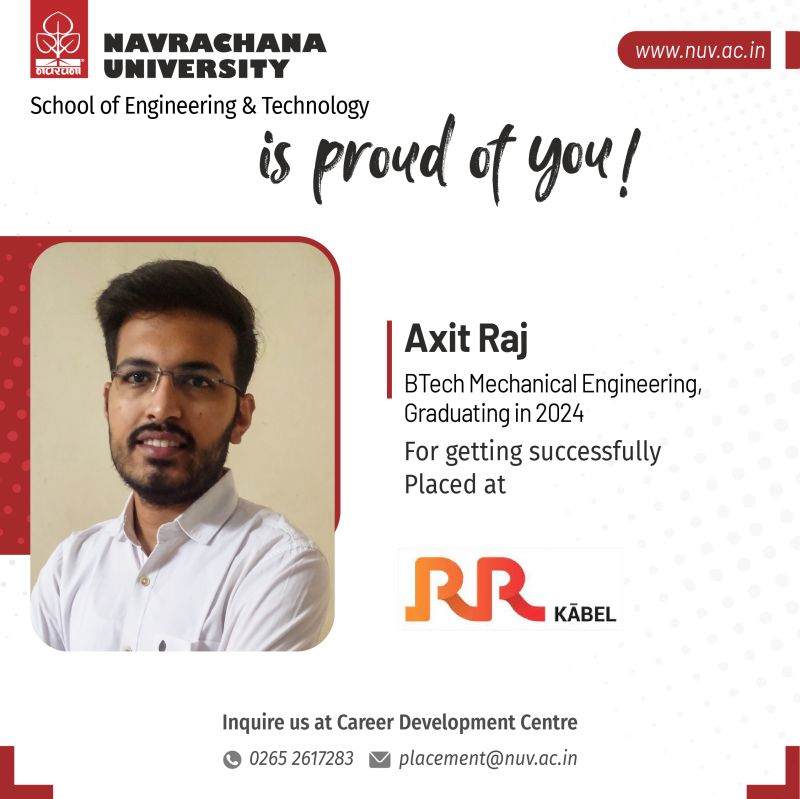 નવરચના
NAVRACHANA
UNIVERSITY
www.nuv.ac.in
School of Engineering & Technology
is proud of you!
Axit Raj
BTech Mechanical Engineering,
Graduating in 2024
For getting successfully
Placed at
RR KĀBEL
Inquire us at Career Development Centre
0265 2617283 placement@nuv.ac.in